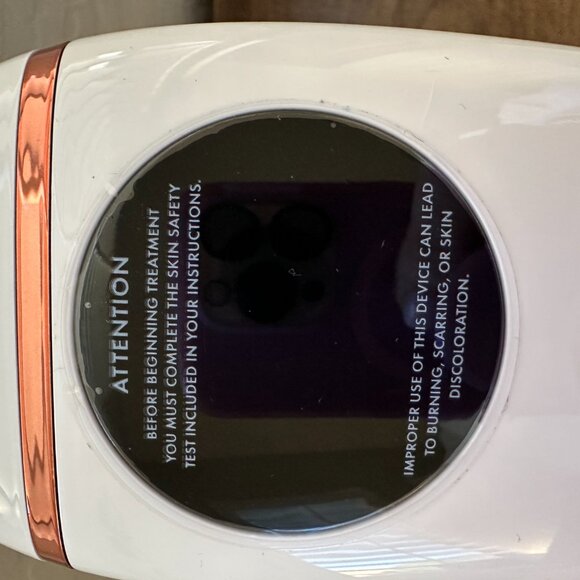 ATTENTION
BEFORE BEGINNING TREATMENT
YOU MUST COMPLETE THE SKIN SAFETY
TEST INCLUDED IN YOUR INSTRUCTIONS.
IMPROPER USE OF THIS DEVICE CAN LEAD
TO BURNING, SCARRING, OR SKIN
DISCOLORATION.